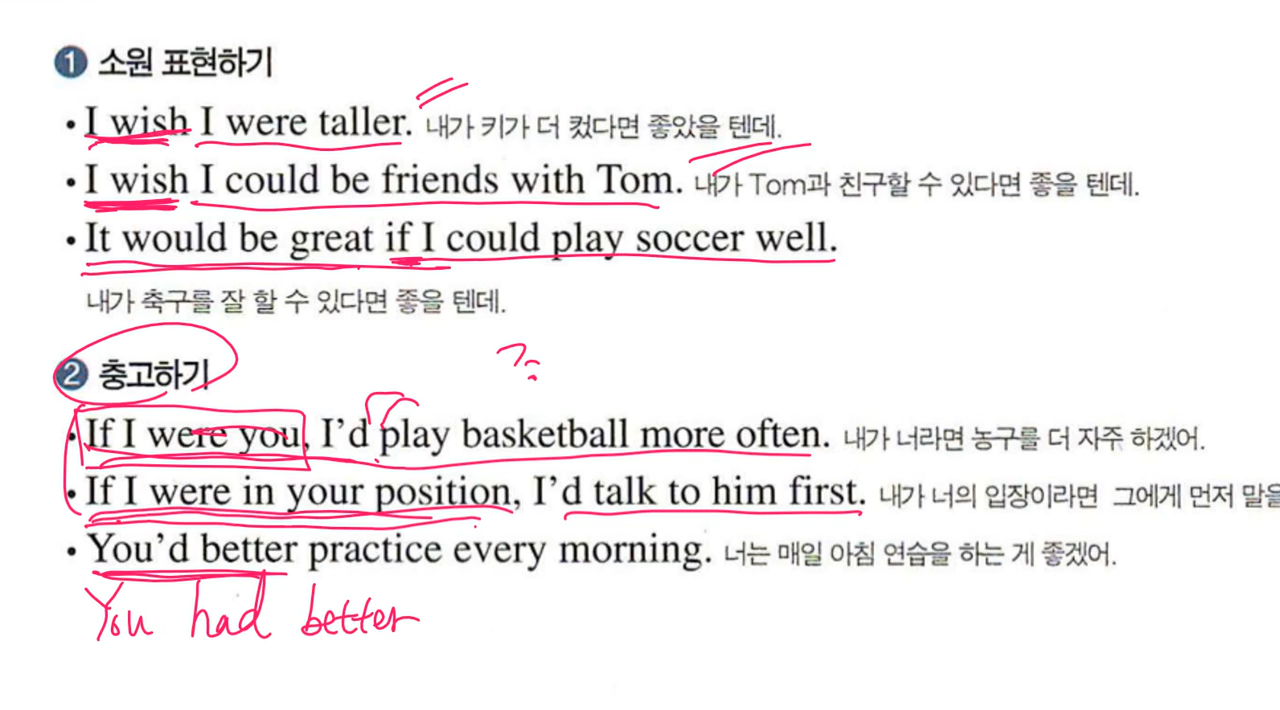 1 소원 표현하기
• I wish I were taller. 내가 키가 더 컸다면 좋았을 텐데.
• I wish I could be friends with Tom. 내가 Tom과 친구할 수 있다면 좋을 텐데.
• It would be great if I could play soccer well.
내가 축구를 잘 할 수 있다면 좋을 텐데.
2 충고하기
• If I were you, I'd play basketball more often. 내가 너라면 농구를 더 자주 하겠어.
• If I were in your position, I'd talk to him first. 내가 너의 입장이라면 그에게 먼저 말을
• You'd better practice every morning. 너는 매일 아침 연습을 하는 게 좋겠어.
You had better